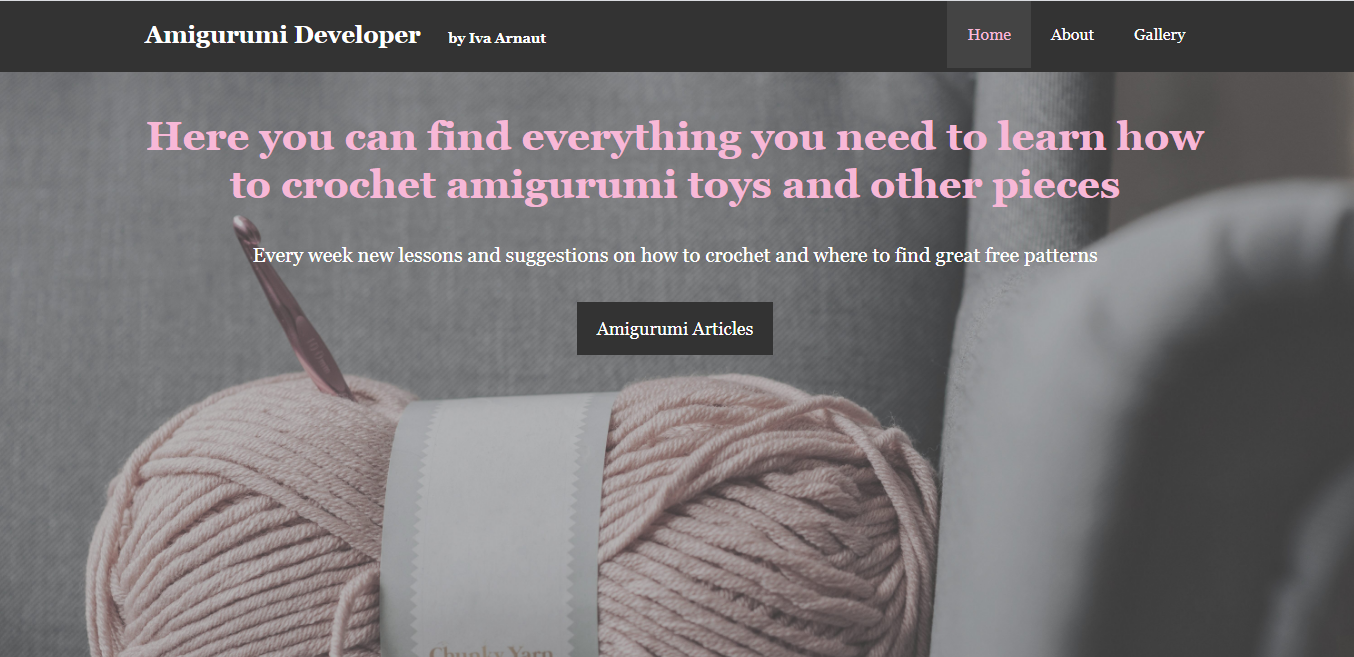 Amigurumi Developer by Iva Arnaut Home About Gallery
Here you can find everything you need to learn how
to crochet amigurumi toys and other pieces
Every week new lessons and suggestions on how to crochet and where to find great free patterns
Amigurumi Articles
Chunky Yarn